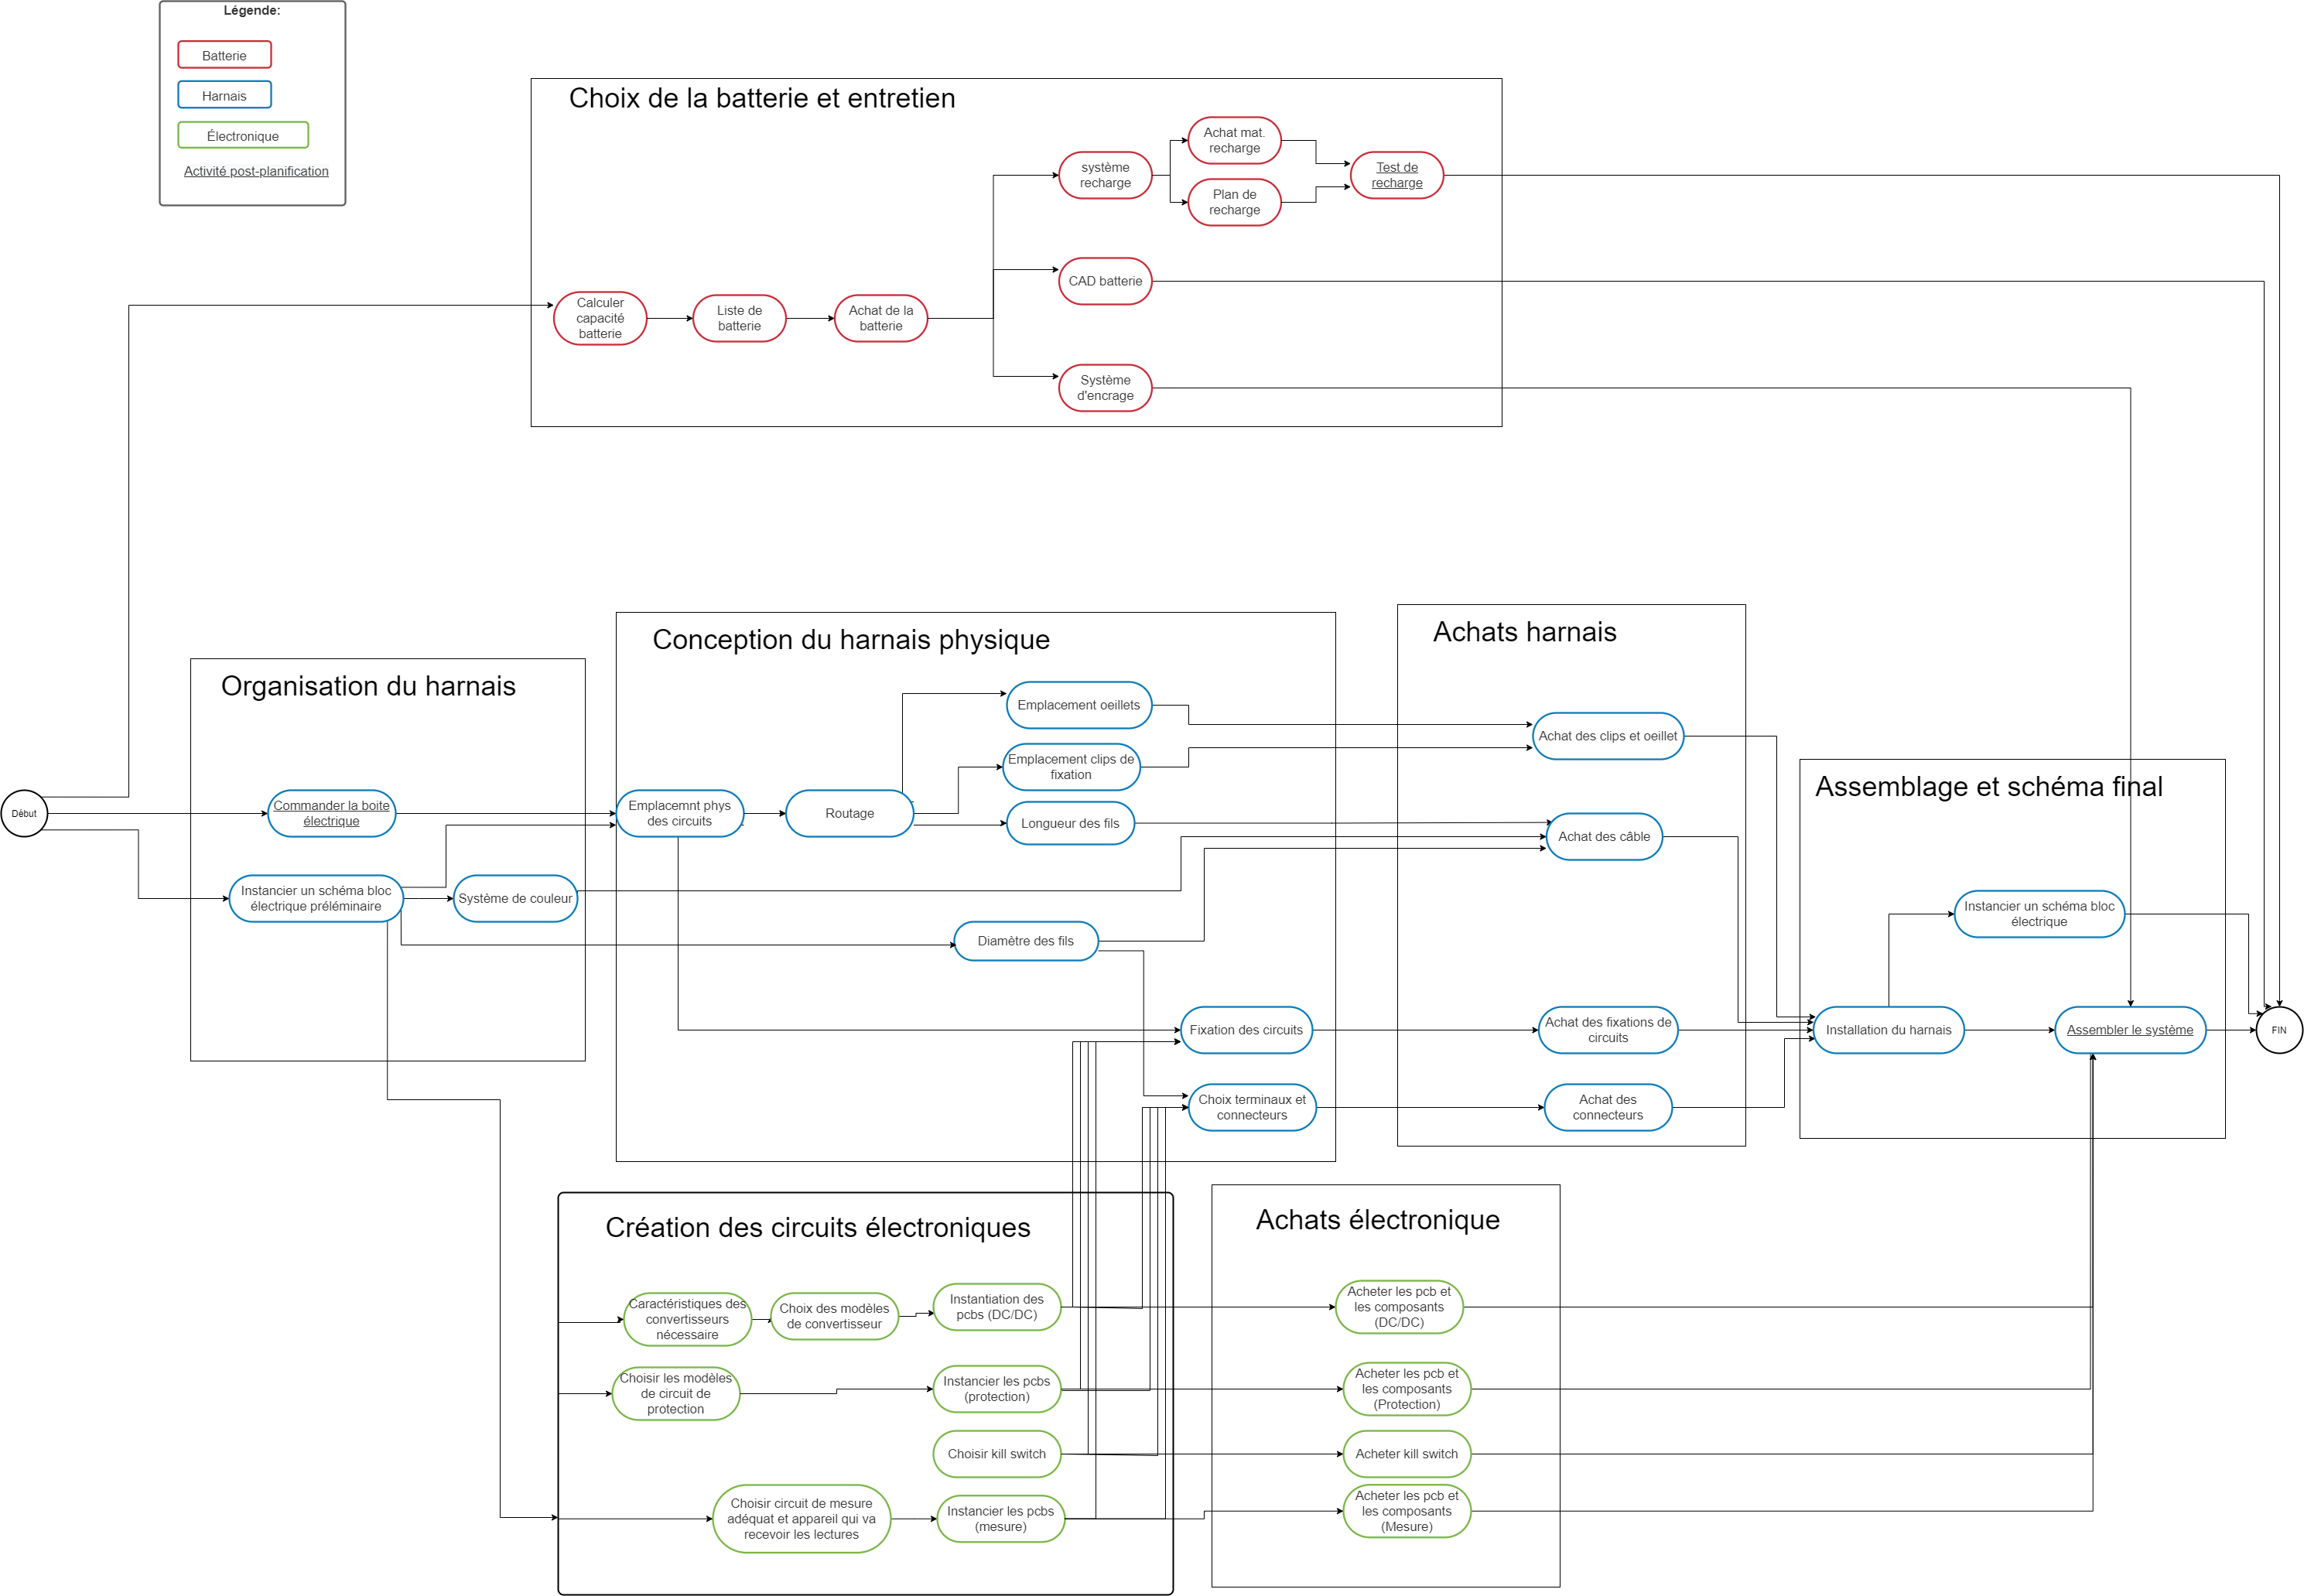 Légende:
Batterie
Harnais
Électronique
Activité post-planification
Choix de la batterie et entretien
Achat mat.
recharge
système
recharge
Plan de
recharge
Test de
recharge
CAD batterie
Calculer
capacité
batterie
Liste de
batterie
Achat de la
batterie
Système
d'encrage
Organisation du harnais
Début
Commander la boite
électrique
Instancier un schéma bloc
électrique préléminaire
Système de couleur
Conception du harnais physique
Emplacement oeillets
Emplacement clips de
fixation
Emplacemnt phys
des circuits
Routage
Longueur des fils
Diamètre des fils
Fixation des circuits
Choix terminaux et
connecteurs
Achats harnais
Achat des clips et oeillet
Achat des câble
Achat des fixations de
circuits
Achat des
connecteurs
Assemblage et schéma final
Instancier un schéma bloc
électrique
Installation du harnais
Assembler le système
FIN
Création des circuits électroniques
Caractéristiques des
convertisseurs
nécessaire
Choix des modèles
de convertisseur
Instantiation des
pcbs (DC/DC)
Choisir les modèles
de circuit de
protection
Instancier les pcbs
(protection)
Choisir kill switch
Choisir circuit de mesure
adéquat et appareil qui va
recevoir les lectures
Instancier les pcbs
(mesure)
Achats électronique
Acheter les pcb et
les composants
(DC/DC)
Acheter les pcb et
les composants
(Protection)
Acheter kill switch
Acheter les pcb et
les composants
(Mesure)